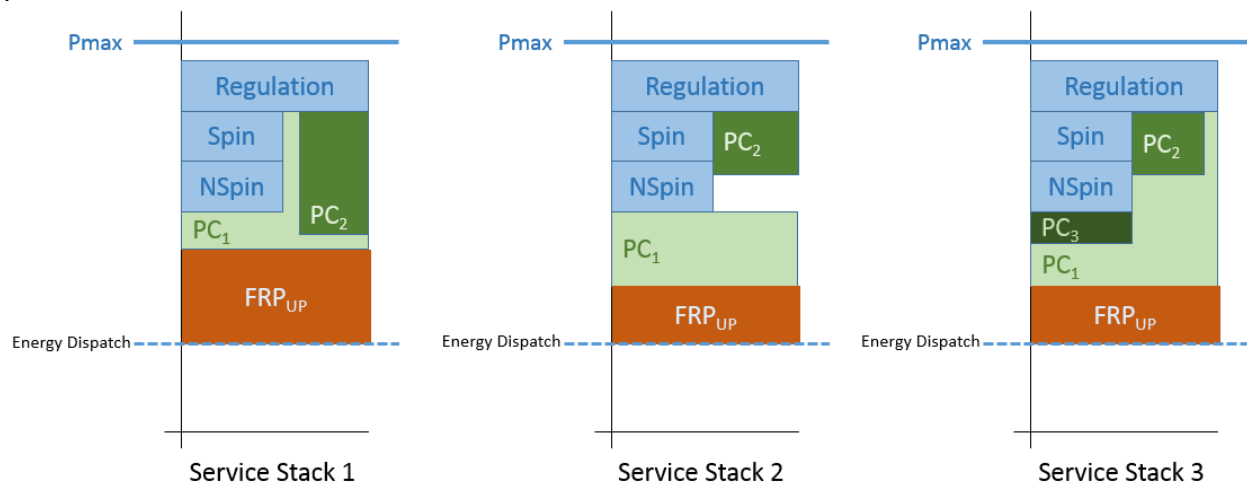 Pmax
Regulation
Spin
NSpin
PC2
PC1
FRPUP
Energy Dispatch
Service Stack 1
Pmax
Regulation
Spin
PC2
NSpin
PC1
FRPUP
Energy Dispatch
Service Stack 2
Pmax
Regulation
Spin
PC2
NSpin
PC3
PC1
FRPUP
Energy Dispatch
Service Stack 3